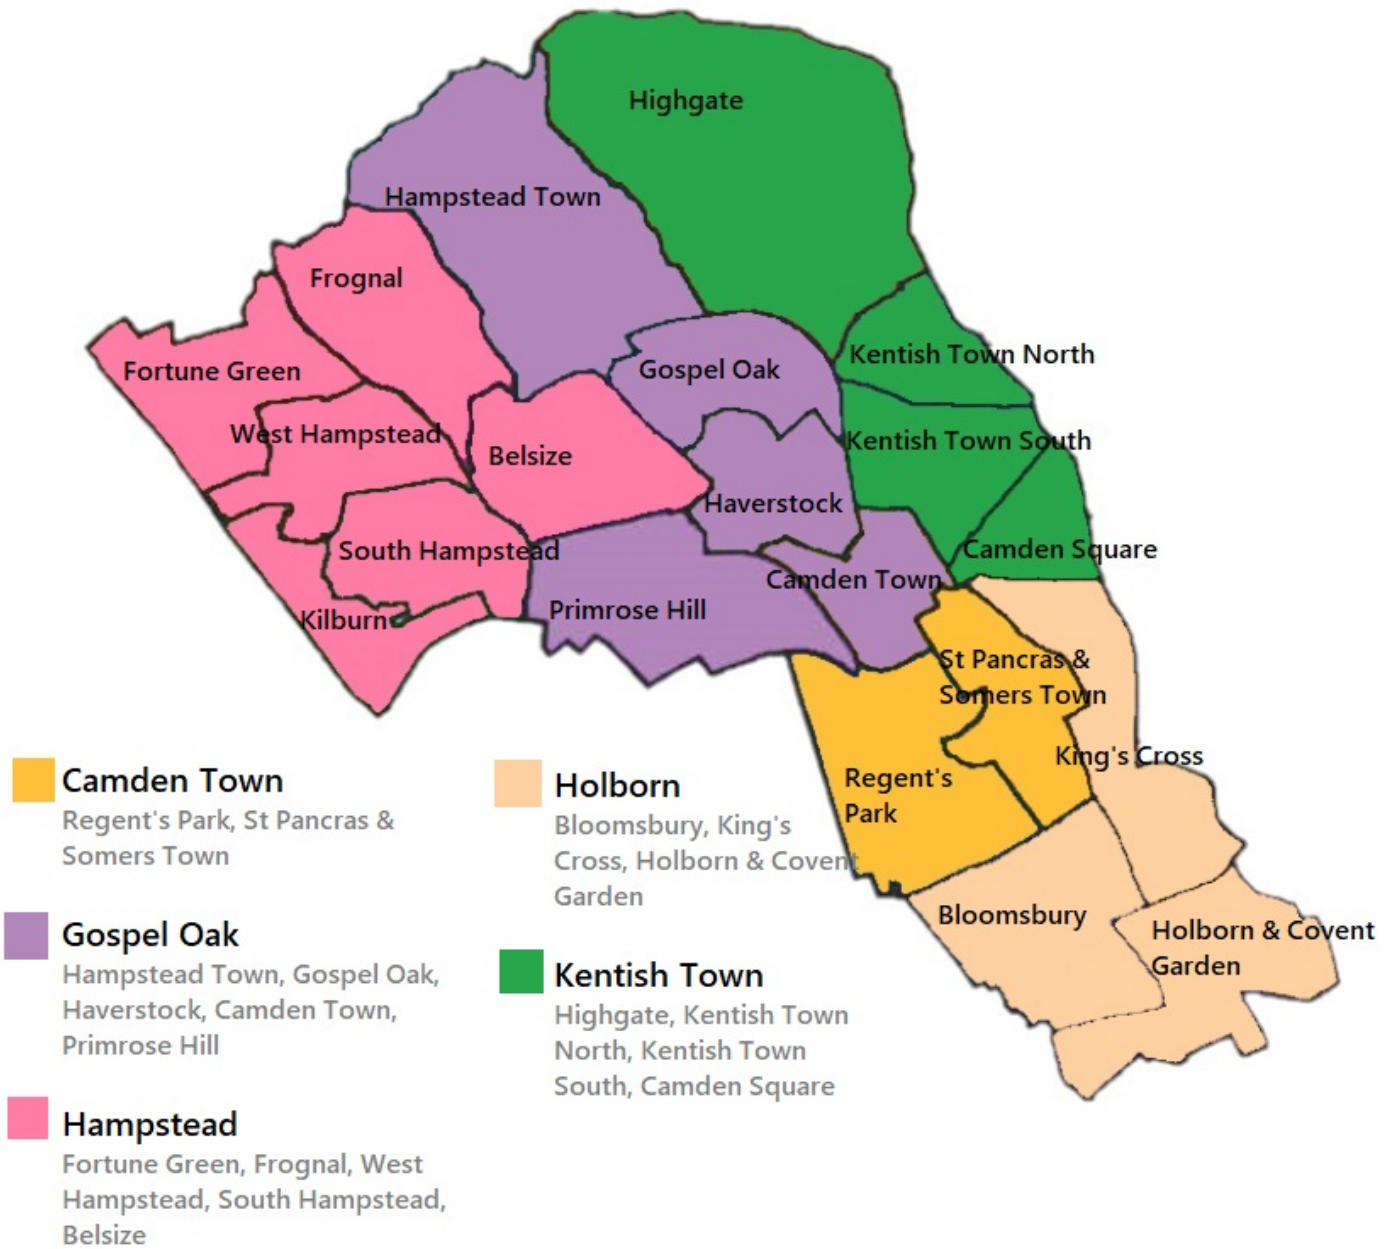 Highgate
Hampstead Town
Frognal
Kentish Town North
Fortune Green
Gospel Oak
West Hampstead
Kentish Town South
Belsize
Haverstock
South Hampstead
Camden Square
Camden Town
Primrose Hill
Kilburn
St Pancras &
Somers Town
King's Cross
Regent's
Park
Bloomsbury
Holborn & Covent
Garden
Camden Town
Regent's Park, St Pancras &
Somers Town
Gospel Oak
Hampstead Town, Gospel Oak,
Haverstock, Camden Town,
Primrose Hill
Hampstead
Fortune Green, Frognal, West
Hampstead, South Hampstead,
Belsize
Holborn
Bloomsbury, King's
Cross, Holborn & Covent
Garden
Kentish Town
Highgate, Kentish Town
North, Kentish Town
South, Camden Square